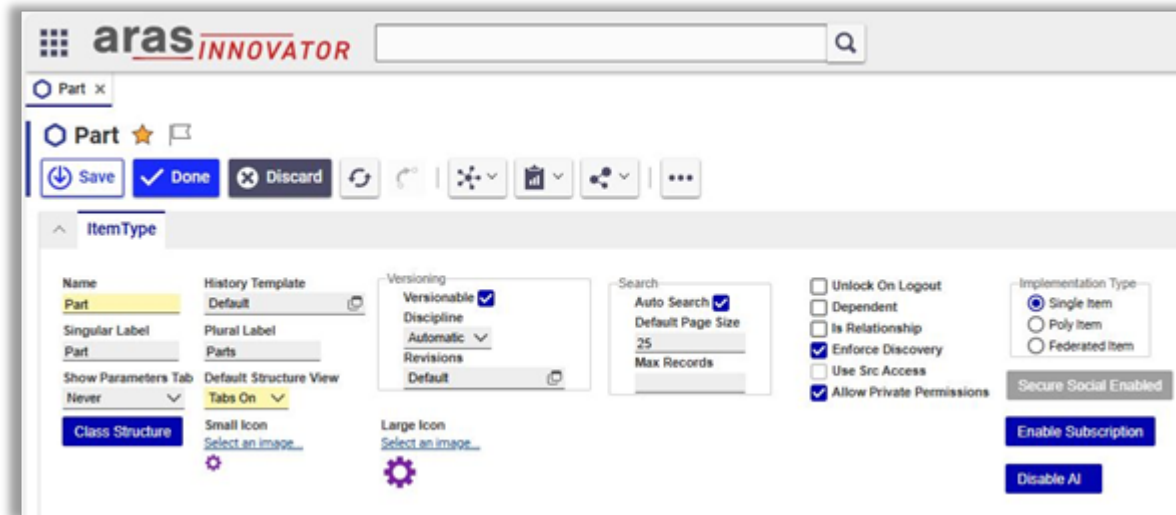 aras INNOVATOR
Part ×
Part
Save Done Discard
ItemType
Name
Part
History Template
Default
Singular Label
Part
Plural Label
Parts
Show Parameters Tab
Never
Default Structure View
Tabs On
Class Structure
Small Icon
Select an image...
Large Icon
Select an image...
Versioning
Versionable
Discipline
Automatic
Revisions
Default
Search
Auto Search
Default Page Size
25
Max Records
Unlock On Logout
Dependent
Is Relationship
Enforce Discovery
Use Src Access
Allow Private Permissions
Implementation Type
Single Item
Poly Item
Federated Item
Secure Social Enabled
Enable Subscription
Disable AI